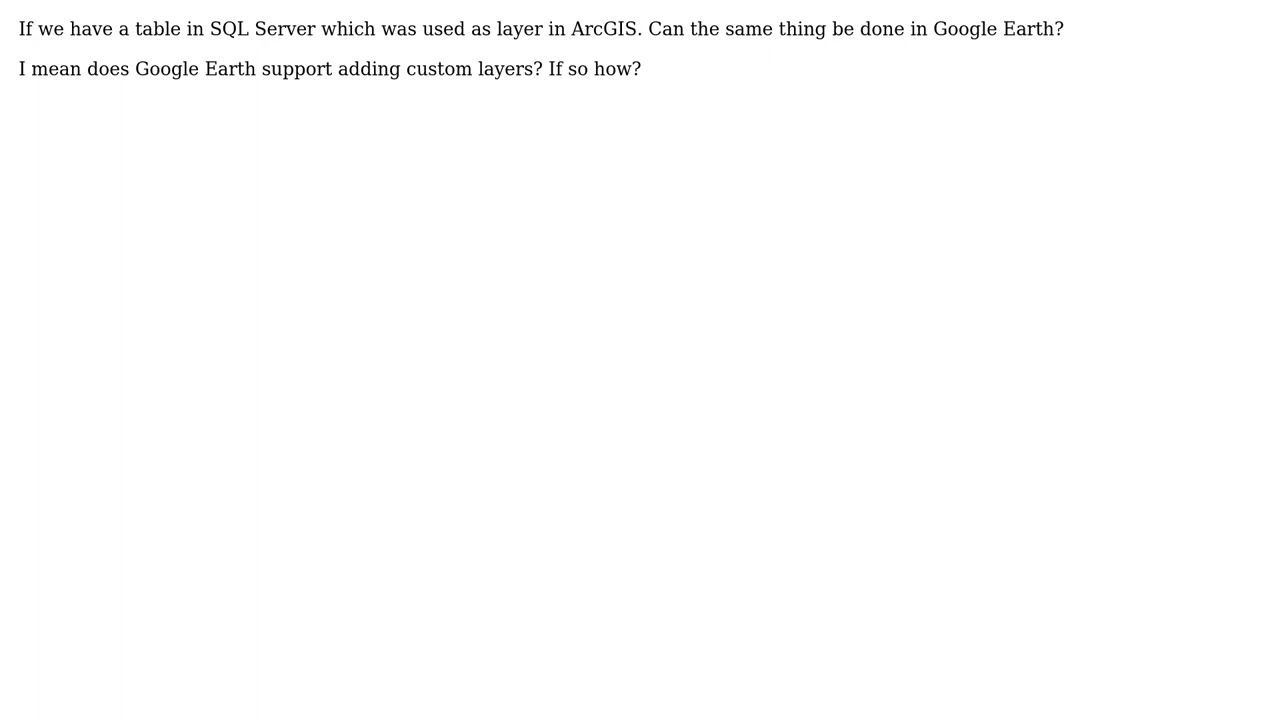 If we have a table in SQL Server which was used as layer in ArcGIS. Can the same thing be done in Google Earth?
I mean does Google Earth support adding custom layers? If so how?